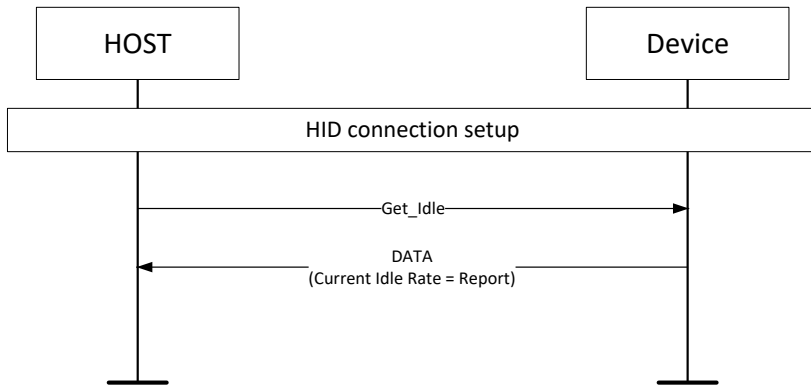 HOST
Device
HID connection setup
Get_Idle
DATA
(Current Idle Rate = Report)